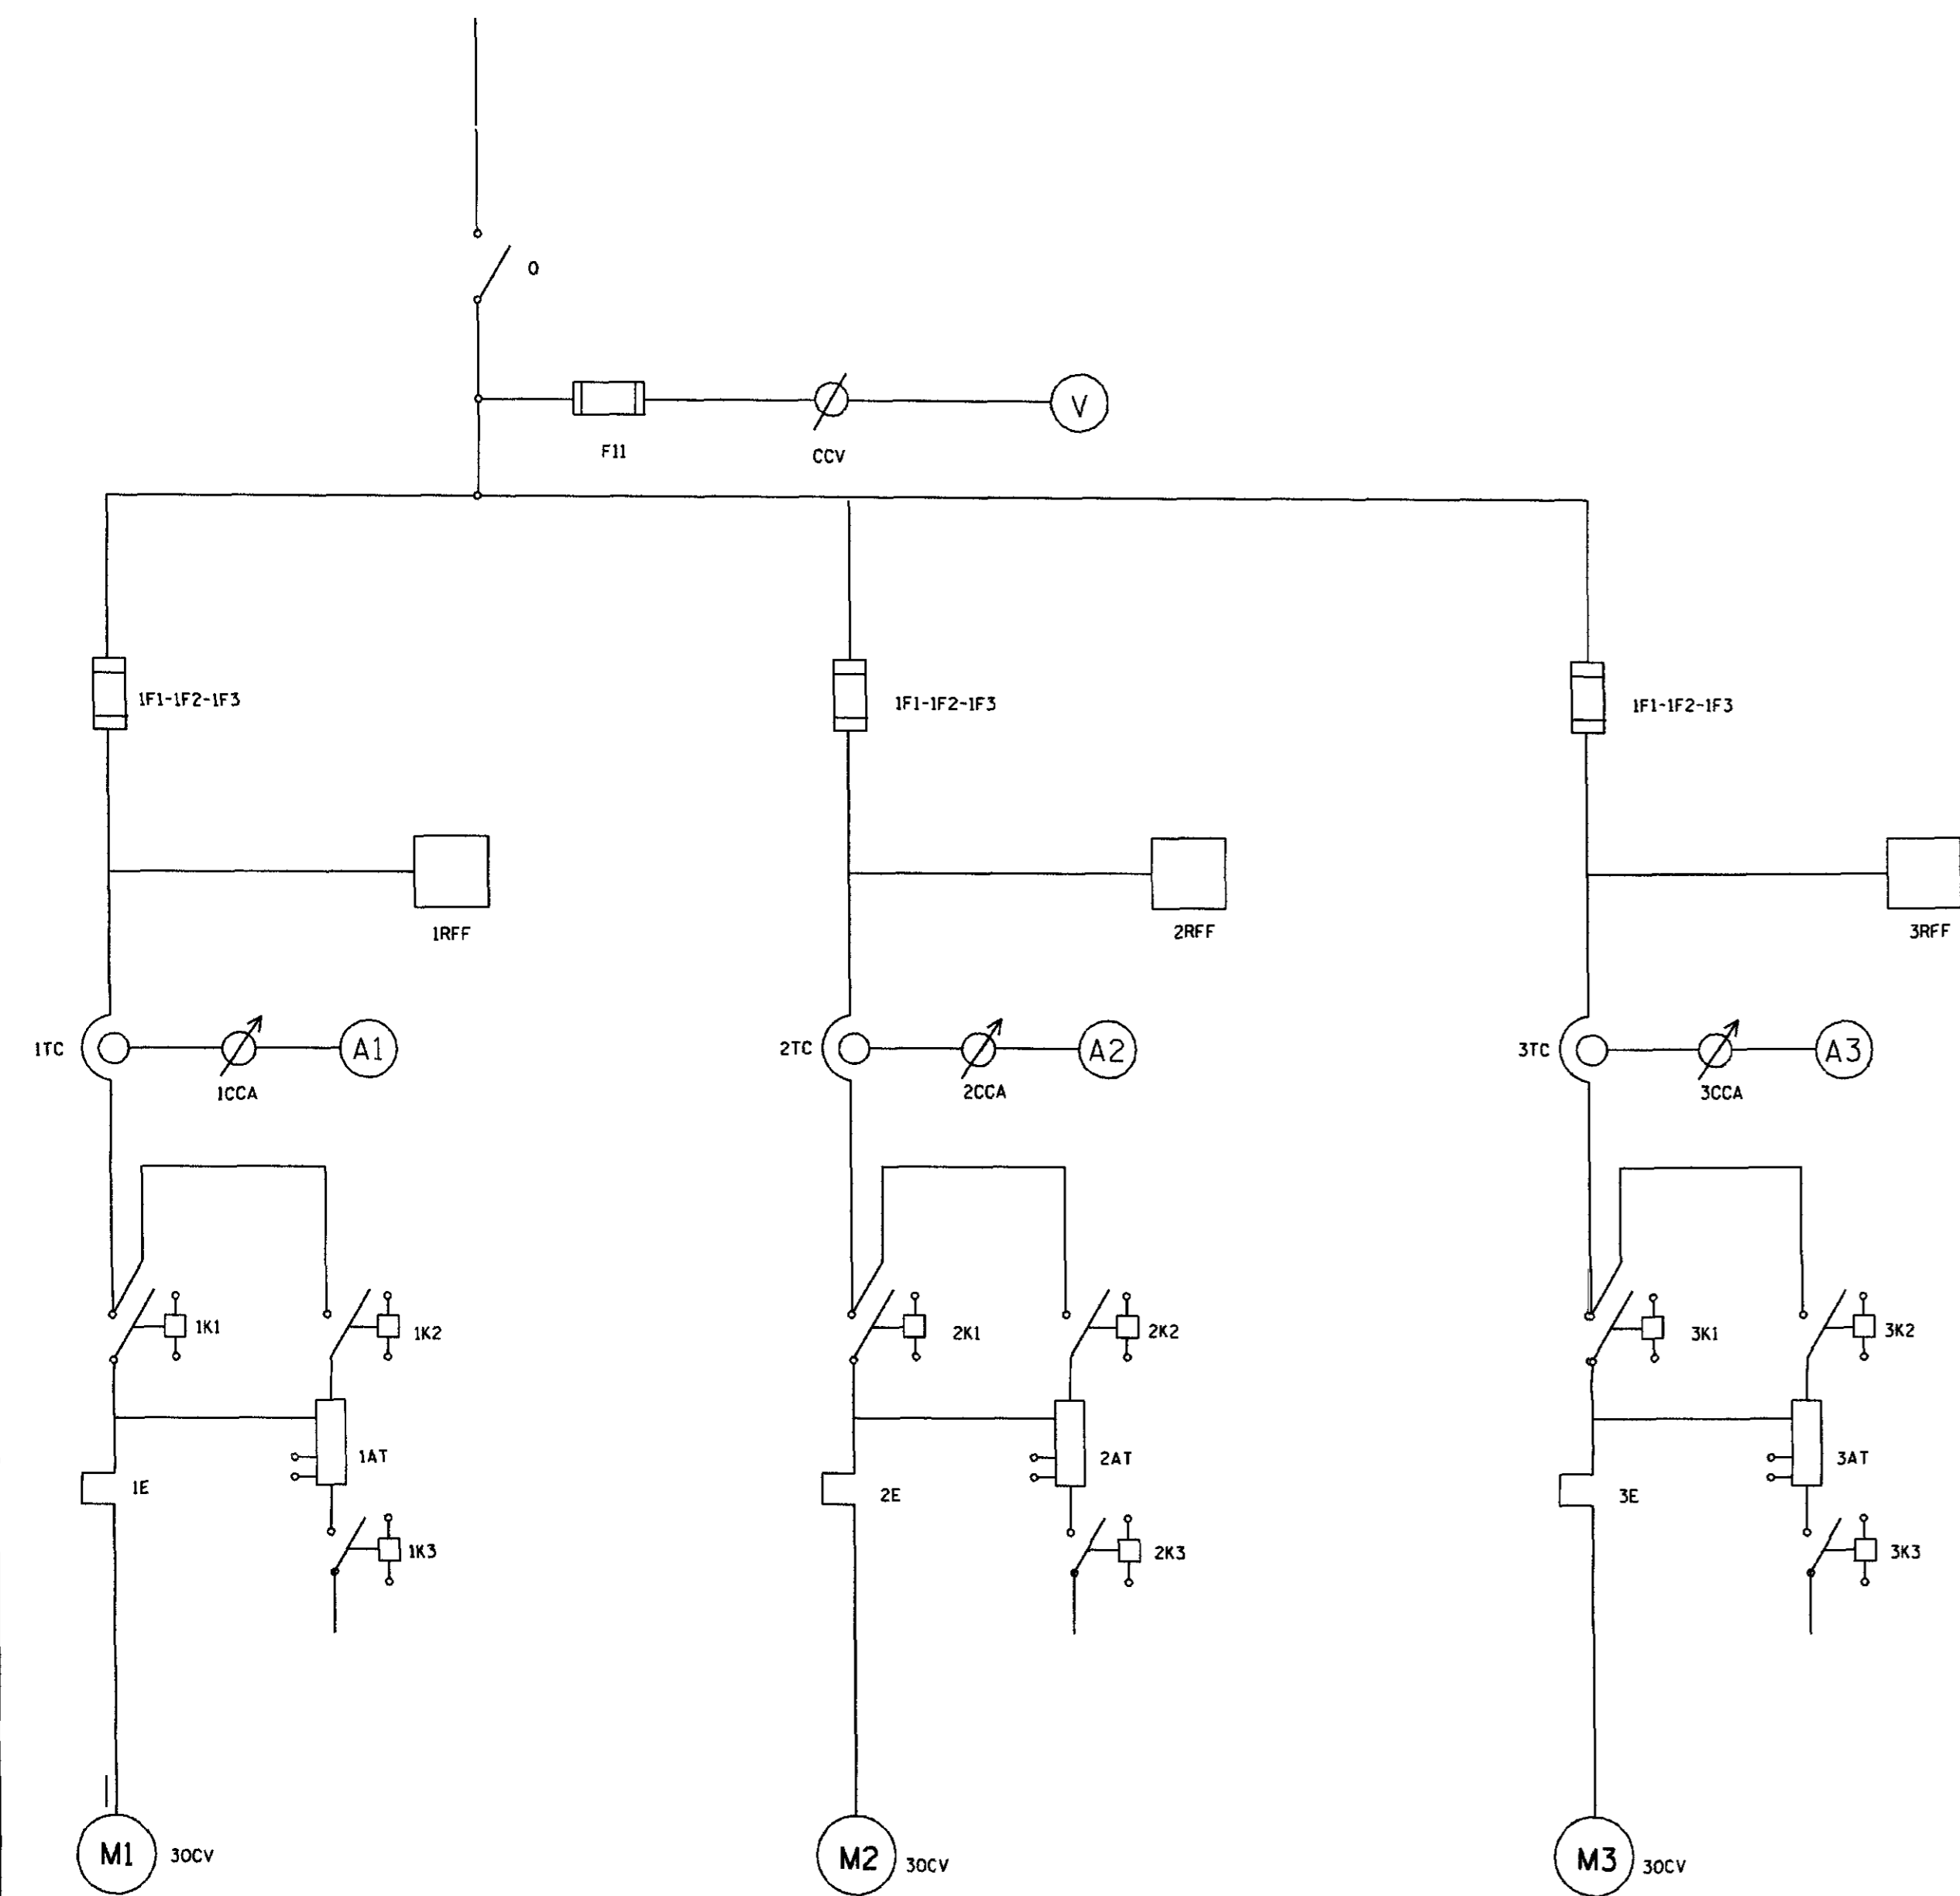 Q
V
F11
CCV
1F1-1F2-1F3
1F1-1F2-1F3
1F1-1F2-1F3
1RFF
2RFF
3RFF
1TC
A1
1CCA
2TC
A2
2CCA
3TC
A3
3CCA
1K1
1K2
2K1
2K2
3K1
3K2
1AT
2AT
3AT
1E
2E
3E
1K3
2K3
3K3
M1
30CV
M2
30CV
M3
30CV